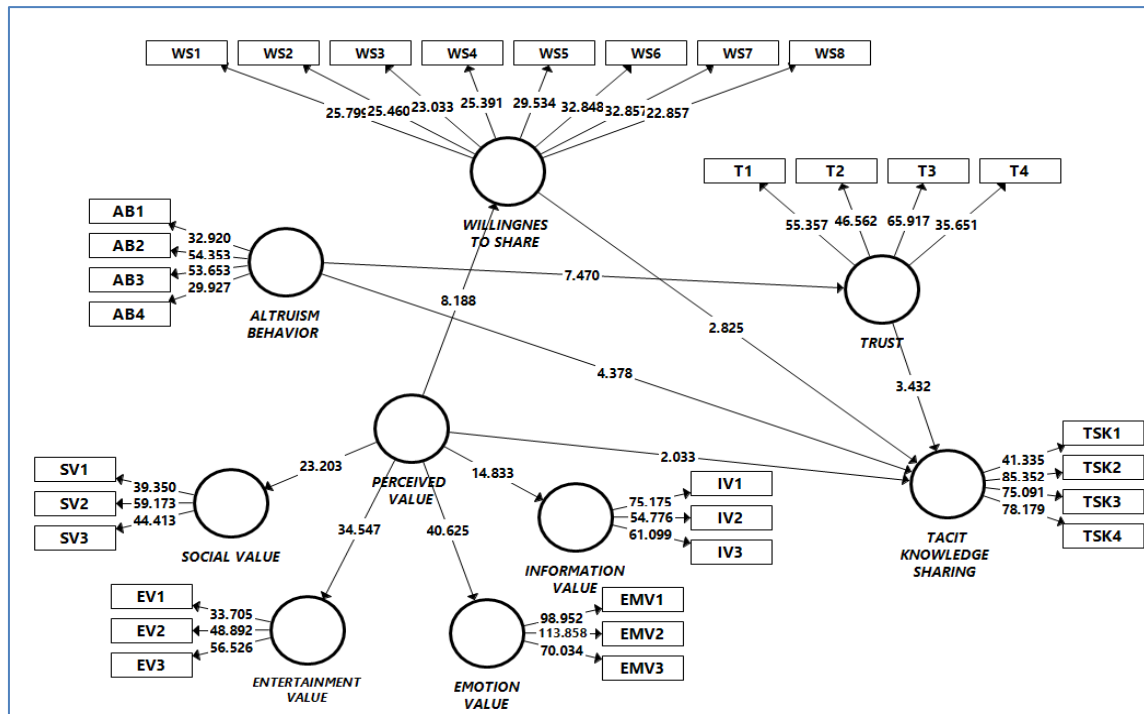 WS1 WS2 WS3 WS4 WS5 WS6 WS7 WS8
25.799 25.460 23.033 25.391 29.534 32.848 32.857 22.857
T1 T2 T3 T4
55.357 46.562 65.917 35.651
WILLINGNES
TO SHARE
AB1
AB2
AB3
AB4
32.920
54.353
53.653
29.927
ALTRUISM
BEHAVIOR
7.470
8.188
2.825
TRUST
4.378
3.432
PERCEIVED
VALUE
2.033
23.203
14.833
34.547
40.625
SV1
SV2
SV3
39.350
59.173
44.413
SOCIAL VALUE
IV1
IV2
IV3
75.175
54.776
61.099
INFORMATION
VALUE
TSK1
TSK2
TSK3
TSK4
41.335
85.352
75.091
78.179
TACIT
KNOWLEDGE
SHARING
EV1
EV2
EV3
33.705
48.892
56.526
ENTERTAINMENT
VALUE
EMV1
EMV2
EMV3
98.952
113.858
70.034
EMOTION
VALUE